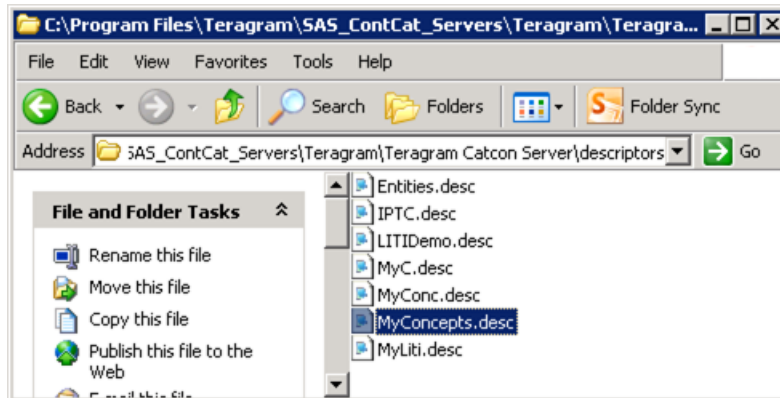 C:\Program Files\Teragram\SAS_ContCat_Servers\Teragram\Teragra...
File Edit View Favorites Tools Help
Back Search Folders Folder Sync
Address SAS_ContCat_Servers\Teragram\Teragram Catcon Server\descriptors Go
File and Folder Tasks
Rename this file
Move this file
Copy this file
Publish this file to the
Web
E-mail this file
Entities.desc
IPTC.desc
LITIDemo.desc
MyC.desc
MyConc.desc
MyConcepts.desc
MyLiti.desc